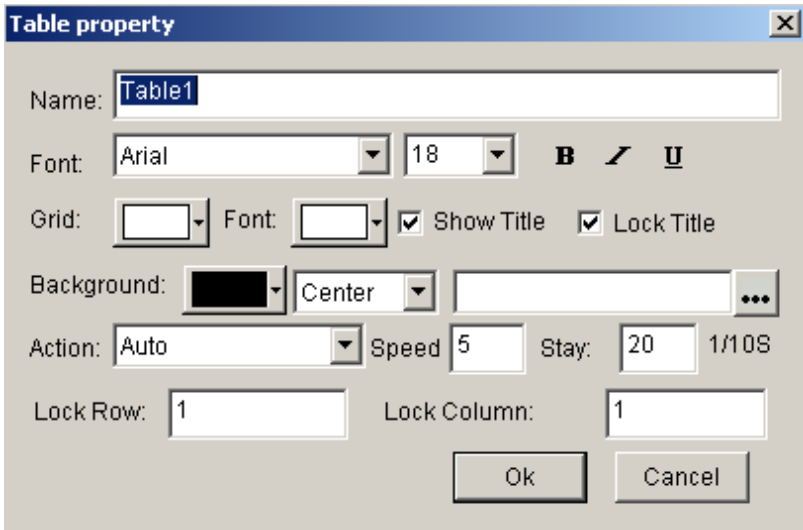 Table property
Name: Table1
Font: Arial 18 B I U
Grid: Font: Show Title Lock Title
Background: Center ...
Action: Auto Speed 5 Stay: 20 1/10S
Lock Row: 1 Lock Column: 1
Ok Cancel